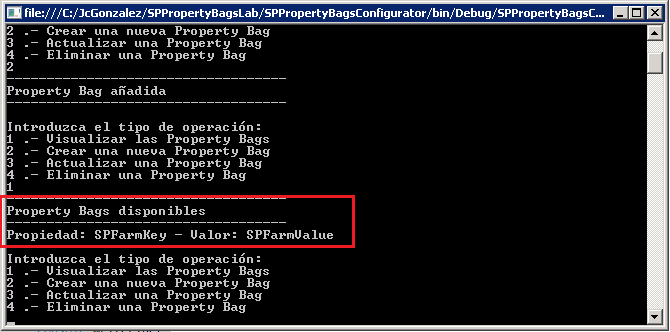 file:///C:/JcGonzalez/SPPropertyBagsLab/SPPropertyBagsConfigurator/bin/Debug/SPPropertyBagsC...
2 .- Crear una nueva Property Bag
3 .- Actualizar una Property Bag
4 .- Eliminar una Property Bag
2
-----------------------------------
Property Bag añadida
-----------------------------------
Introduzca el tipo de operación:
1 .- Visualizar las Property Bags
2 .- Crear una nueva Property Bag
3 .- Actualizar una Property Bag
4 .- Eliminar una Property Bag
1
-----------------------------------
Property Bags disponibles
-----------------------------------
Propiedad: SPFarmKey - Valor: SPFarmValue
Introduzca el tipo de operación:
1 .- Visualizar las Property Bags
2 .- Crear una nueva Property Bag
3 .- Actualizar una Property Bag
4 .- Eliminar una Property Bag